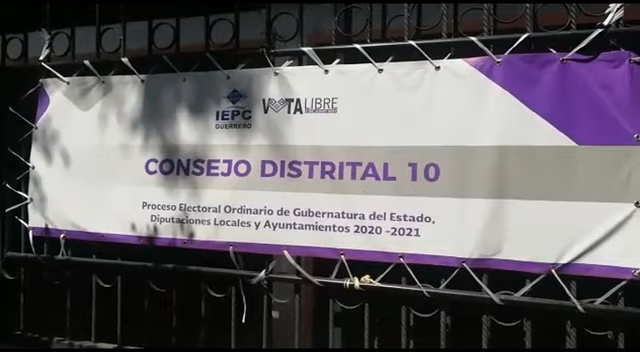 IEPC
GUERRERO
VOTA LIBRE
CONSEJO DISTRITAL 10
Proceso Electoral Ordinario de Gubernatura del Estado,
Diputaciones Locales y Ayuntamientos 2020 -2021